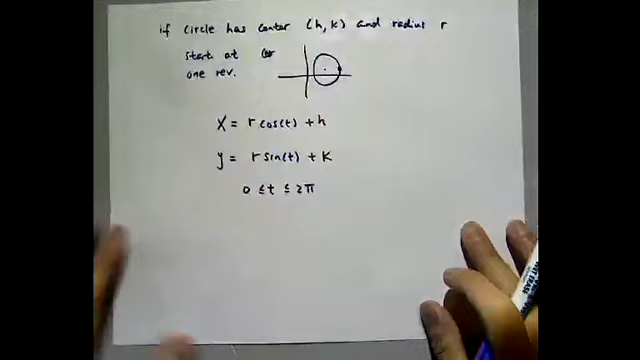 if circle has center (h, k) and radius r
start at
one rev.
x = r cos(t) + h
y = r sin(t) + k
0 ≤ t ≤ 2π